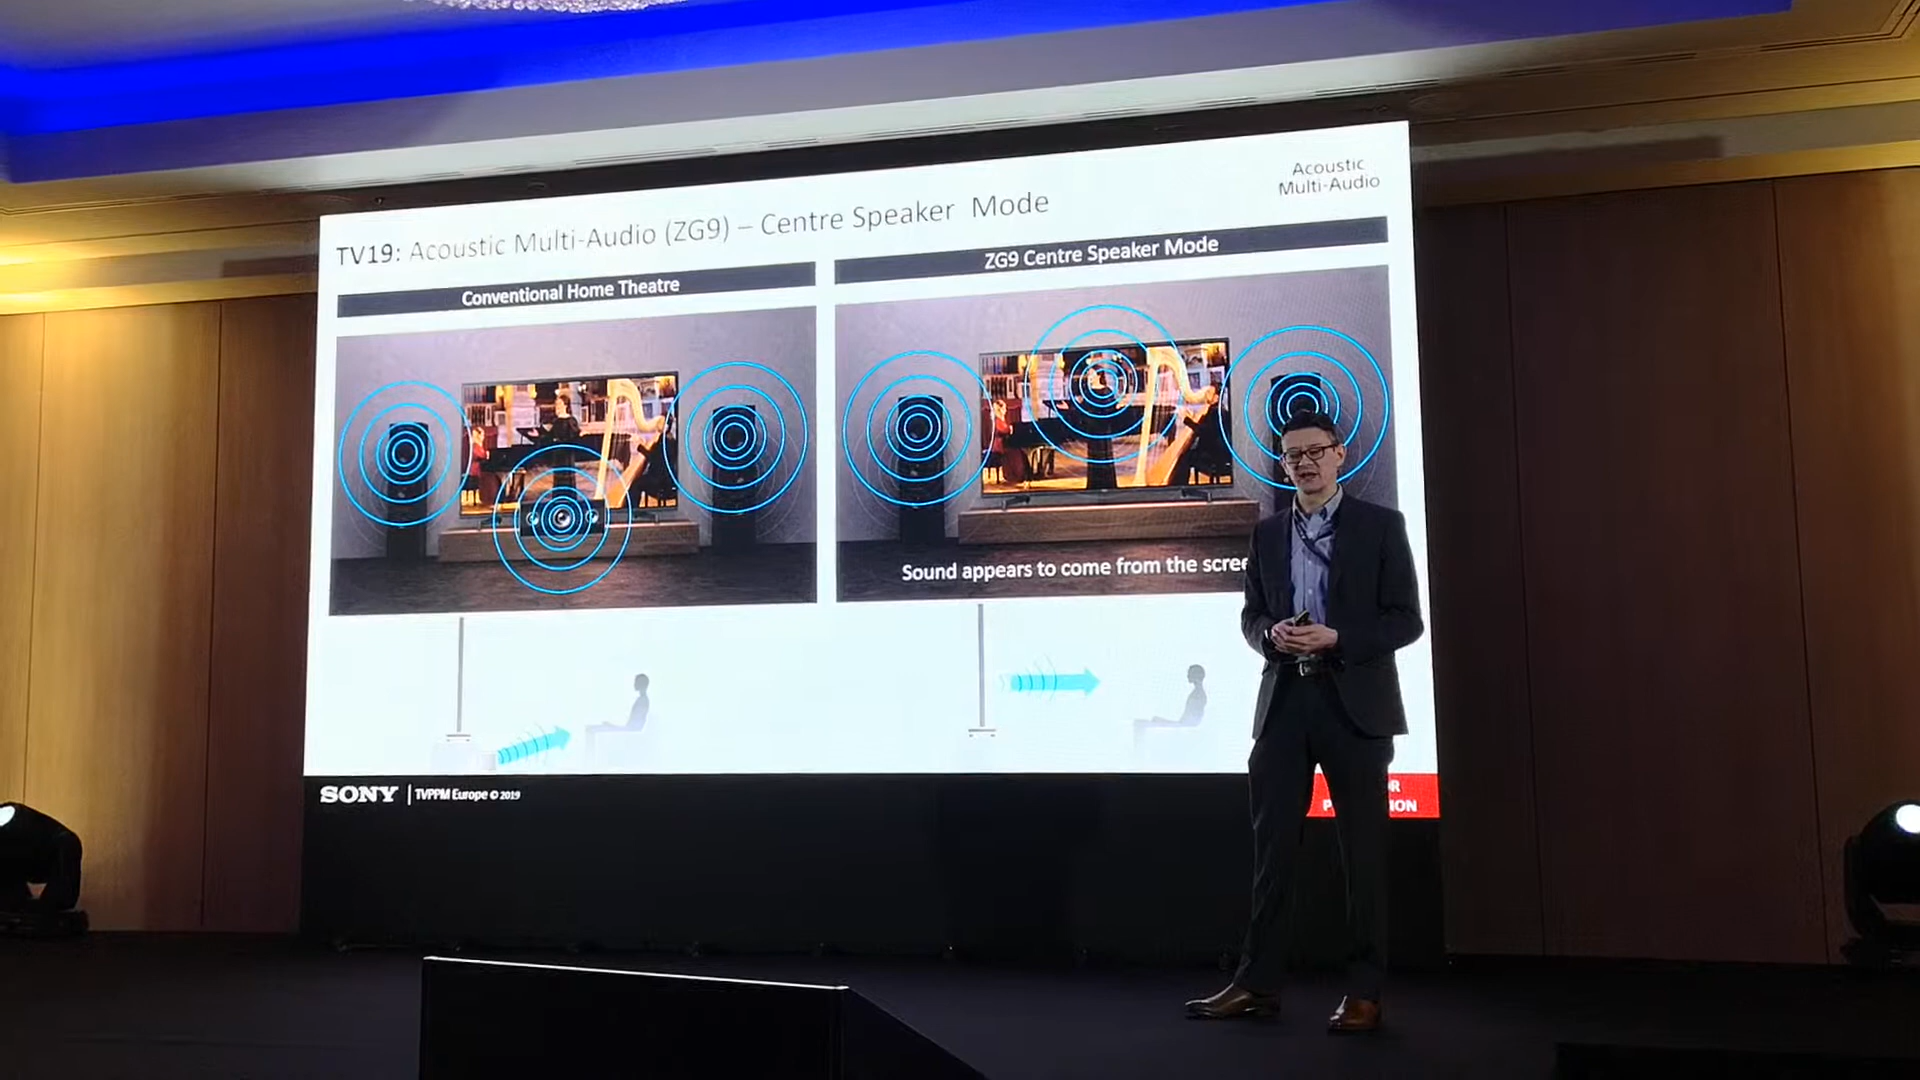 Acoustic
Multi-Audio
TV19: Acoustic Multi-Audio (ZG9) – Centre Speaker Mode
Conventional Home Theatre
ZG9 Centre Speaker Mode
Sound appears to come from the scree
SONY
TVPPM Europe © 2019